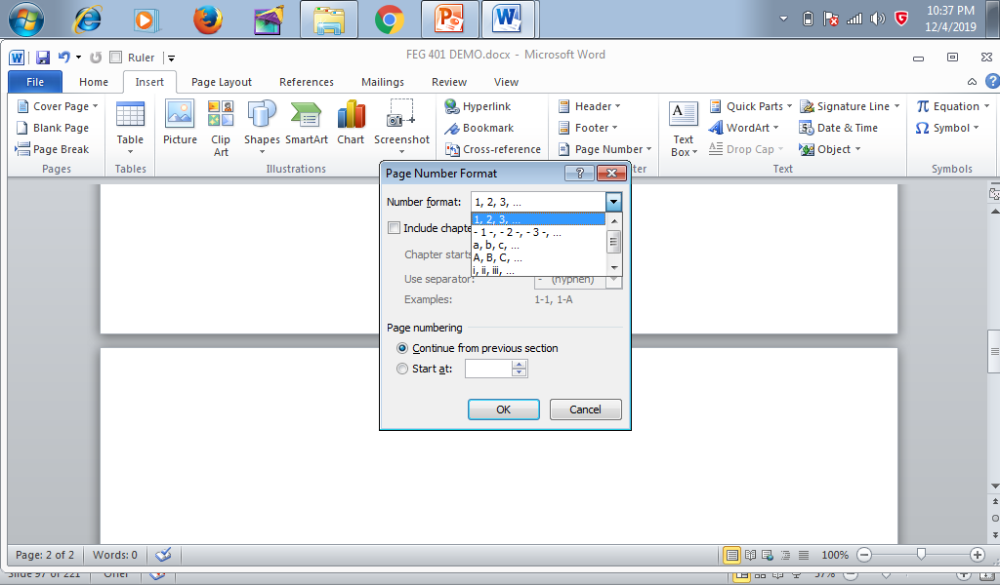 10:37 PM
12/4/2019
Ruler
FEG 401 DEMO.docx - Microsoft Word
File Home Insert Page Layout References Mailings Review View
Cover Page
Blank Page
Page Break
Pages
Table
Tables
Picture
Clip
Art
Shapes
SmartArt
Chart
Screenshot
Illustrations
Hyperlink
Bookmark
Cross-reference
Header
Footer
Page Number
ter
Text
Box
Quick Parts
WordArt
Drop Cap
Signature Line
Date & Time
Object
Text
Equation
Symbol
Symbols
Page Number Format
Number format: 1, 2, 3, ...
1, 2, 3, ...
- 1 -, - 2 -, - 3 -, ...
a, b, c, ...
A, B, C, ...
i, ii, iii, ...
Include chapte
Chapter starts
Use separator: - (hyphen)
Examples: 1-1, 1-A
Page numbering
Continue from previous section
Start at:
OK Cancel
Page: 2 of 2 Words: 0 100%
Slide 97 of 221 57%